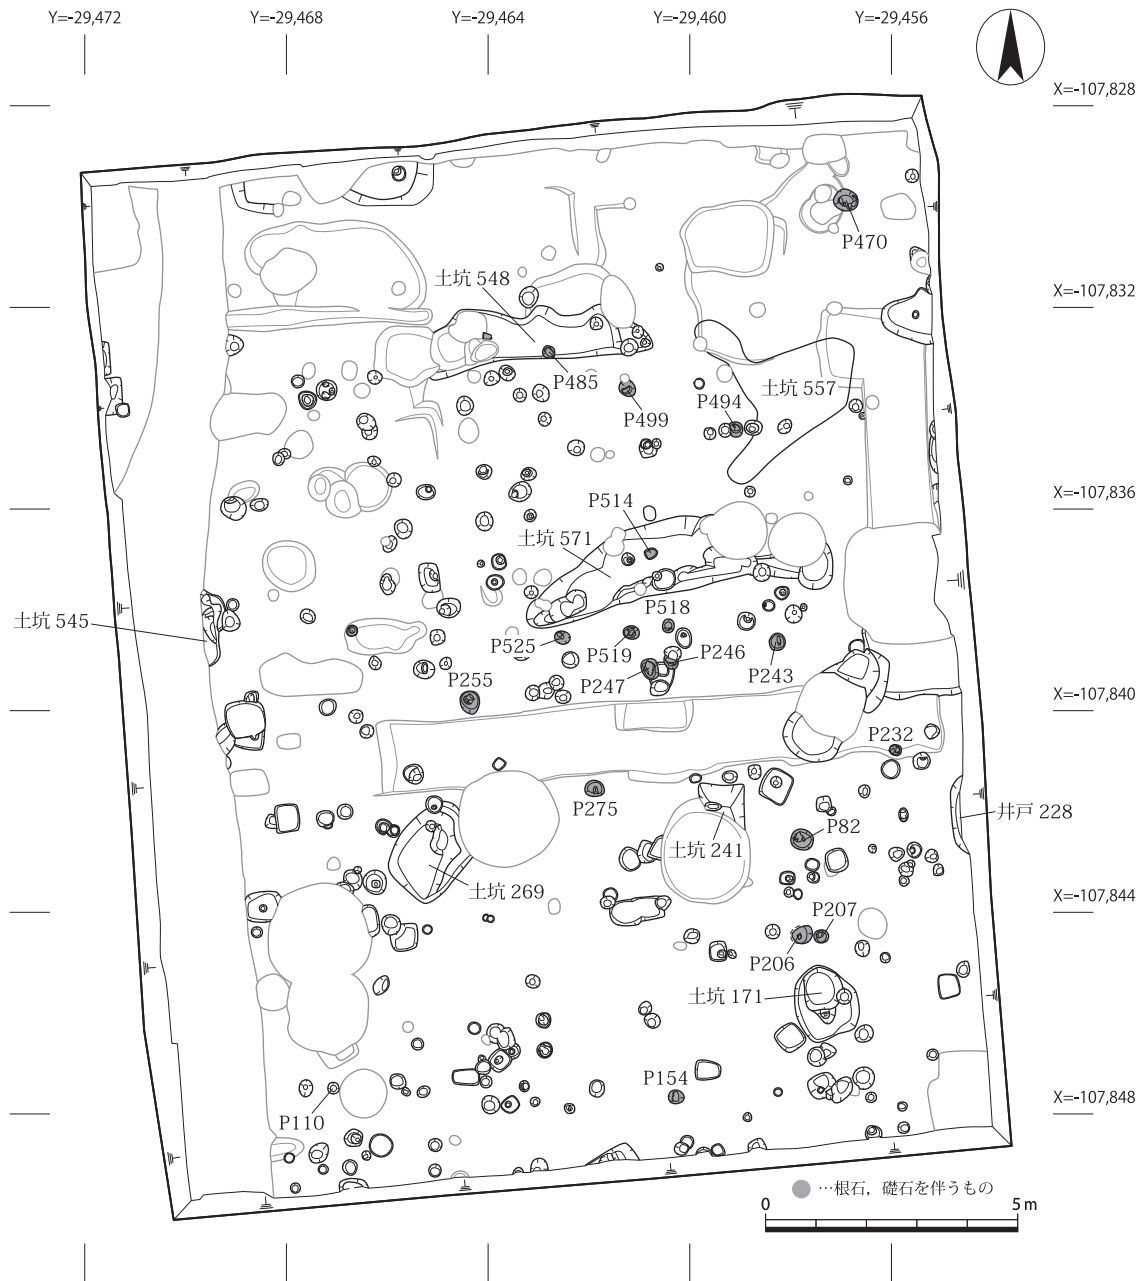 Y=-29,472
Y=-29,468
Y=-29,464
Y=-29,460
Y=-29,456
X=-107,828
P470
土坑 548
X=-107,832
P485
土坑 557
P499
P494
X=-107,836
P514
土坑 571
P518
土坑 545
P525
P519
P246
P243
P247
P255
X=-107,840
P232
P275
P82
井戸 228
土坑 241
土坑 269
X=-107,844
P207
P206
土坑 171
P154
P110
X=-107,848
…根石，礎石を伴うもの
0
5m